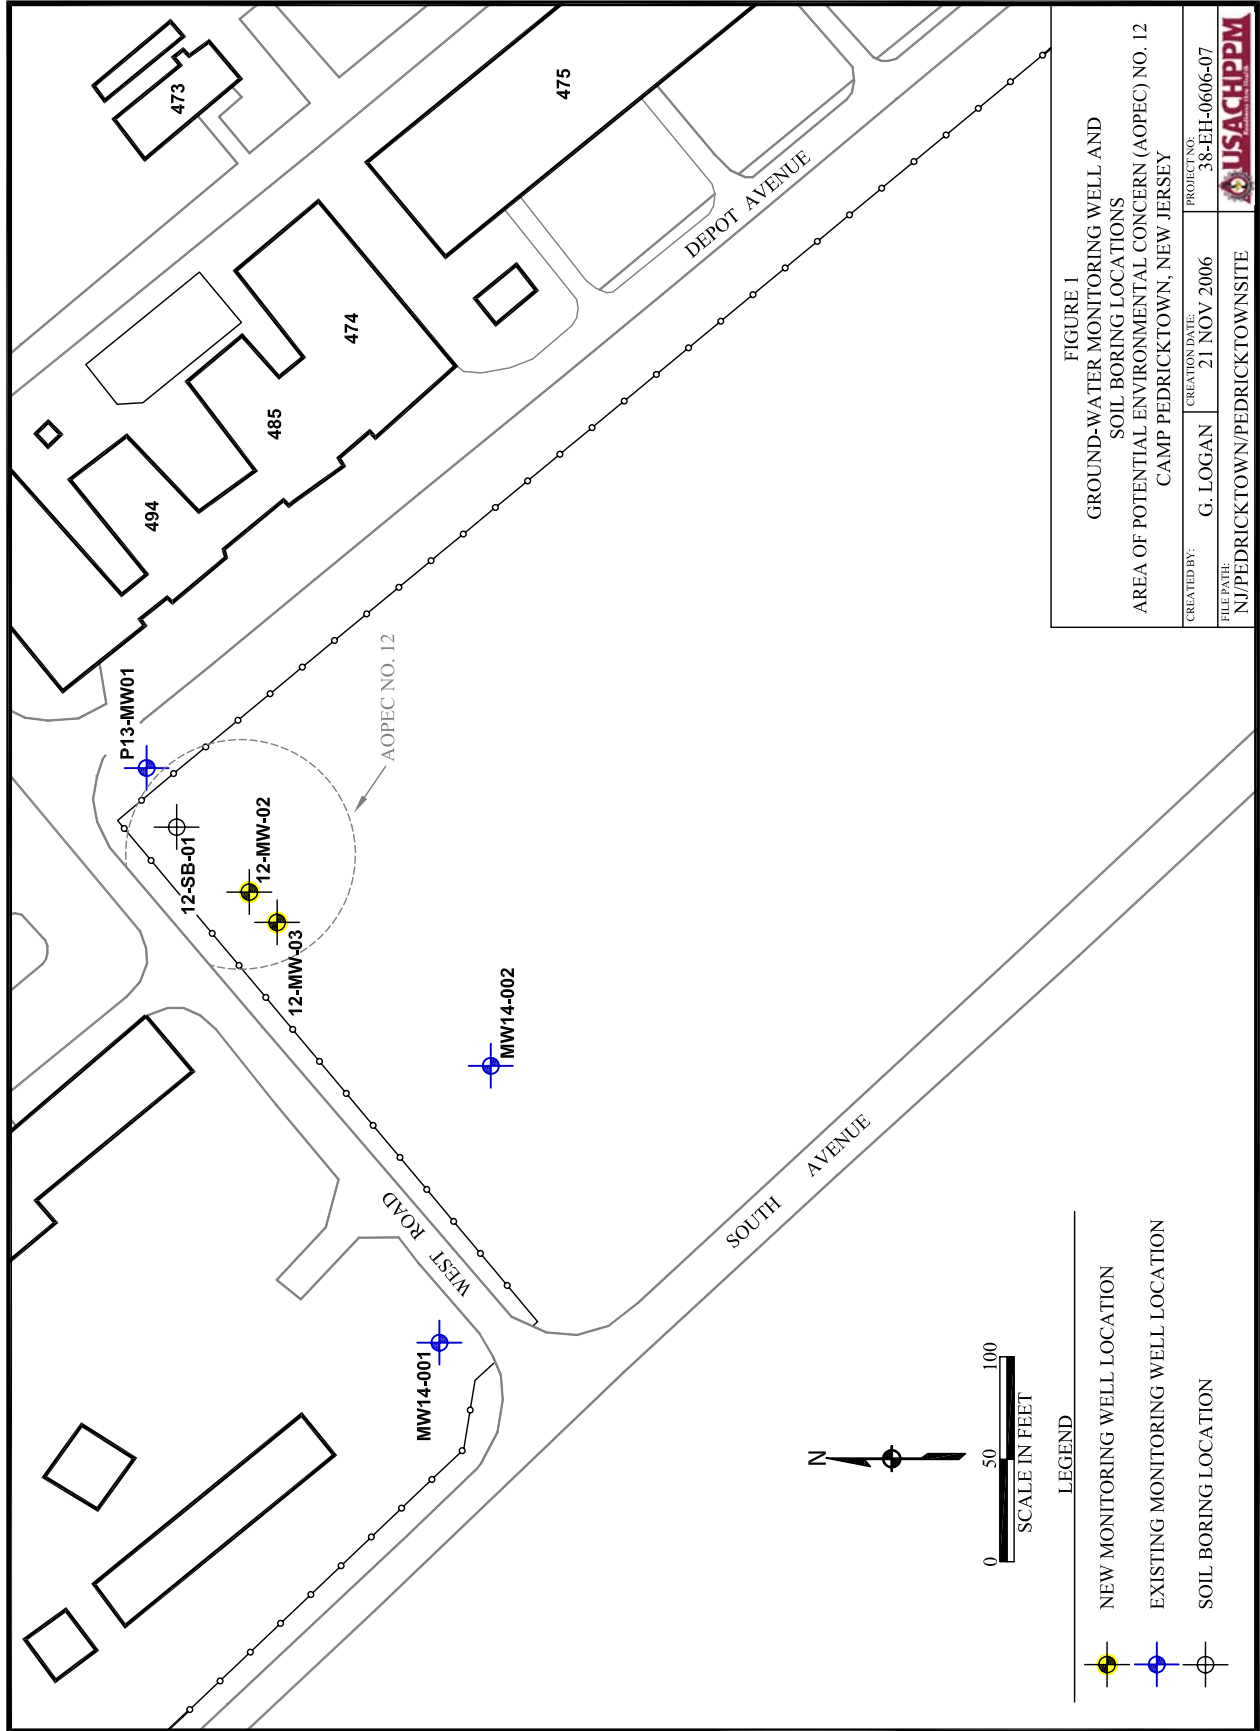 473
475
474
485
494
DEPOT AVENUE
P13-MW01
12-SB-01
12-MW-02
12-MW-03
AOPEC NO. 12
MW14-002
MW14-001
WEST ROAD
SOUTH AVENUE
N
0 50 100
SCALE IN FEET
LEGEND
NEW MONITORING WELL LOCATION
EXISTING MONITORING WELL LOCATION
SOIL BORING LOCATION
FIGURE 1
GROUND-WATER MONITORING WELL AND
SOIL BORING LOCATIONS
AREA OF POTENTIAL ENVIRONMENTAL CONCERN (AOPEC) NO. 12
CAMP PEDRICKTOWN, NEW JERSEY
CREATED BY:
G. LOGAN
CREATION DATE:
21 NOV 2006
PROJECT NO:
38-EH-0606-07
FILE PATH:
NJ/PEDRICKTOWN/PEDRICKTOWNSITE
USACHPPM